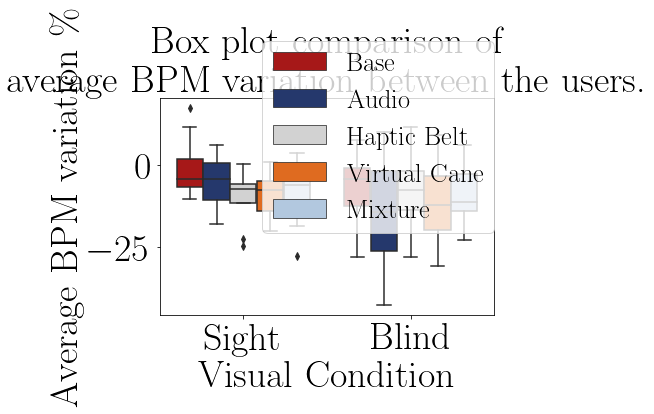 Box plot comparison of
average BPM variation between the users.
Average BPM variation %
0
−25
Base
Audio
Haptic Belt
Virtual Cane
Mixture
Sight
Blind
Visual Condition